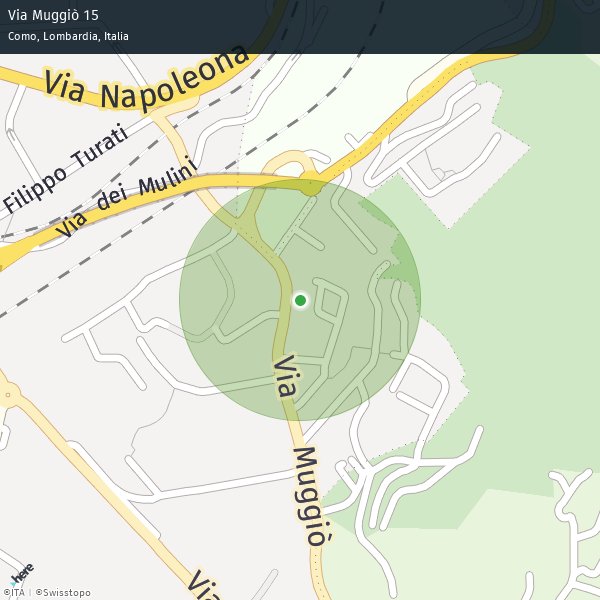 Via Muggiò 15
Como, Lombardia, Italia
Via Napoleona
Filippo Turati
Via dei Mulini
Via Muggiò
Via
here
©ITA | ©Swisstopo